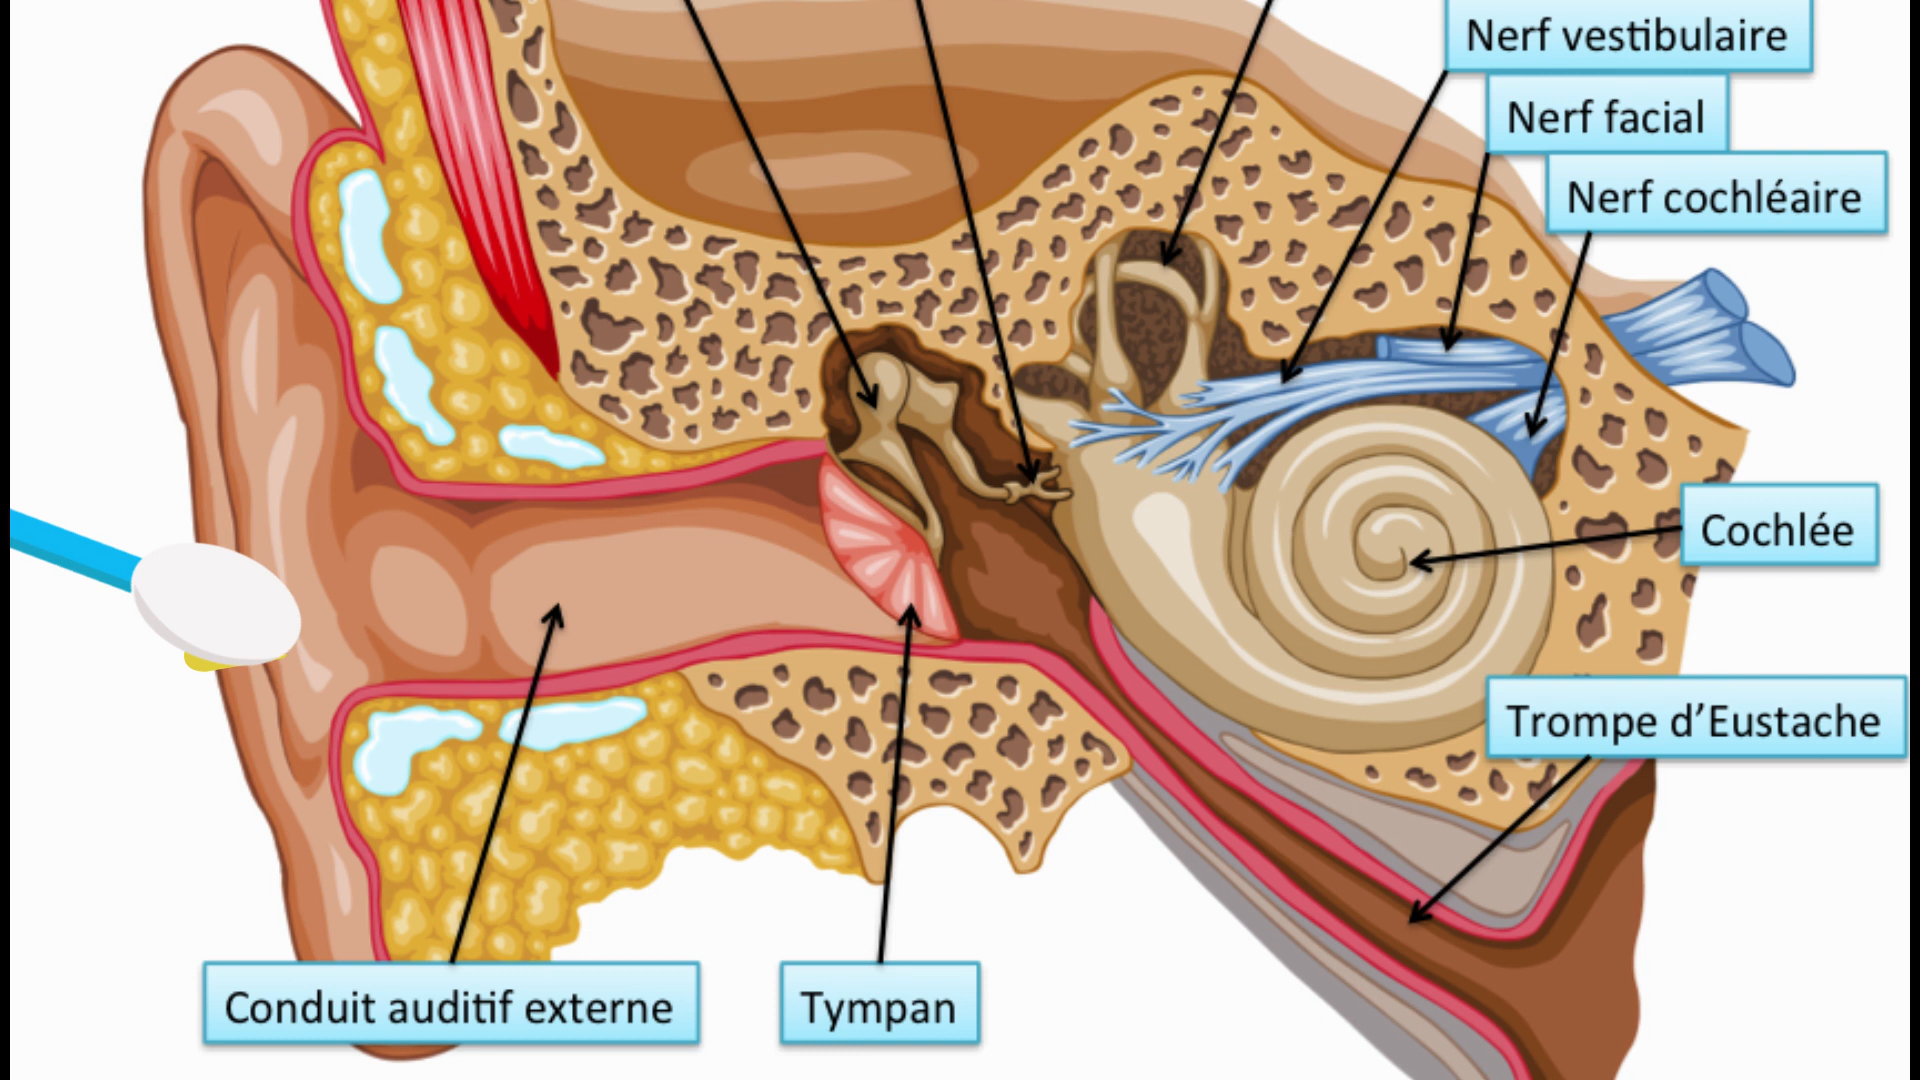 Nerf vestibulaire
Nerf facial
Nerf cochléaire
Cochlée
Trompe d’Eustache
Conduit auditif externe
Tympan